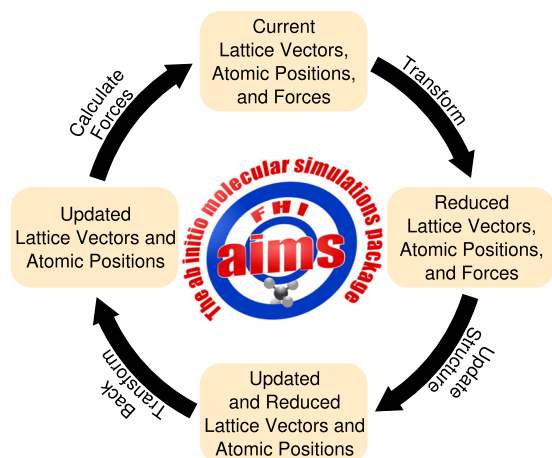 Current
Lattice Vectors,
Atomic Positions,
and Forces
Transform
Reduced
Lattice Vectors,
Atomic Positions,
and Forces
Update
Structure
Updated
and Reduced
Lattice Vectors and
Atomic Positions
Back
Transform
Updated
Lattice Vectors and
Atomic Positions
Calculate
Forces
The ab initio molecular simulations package
FHI
aims